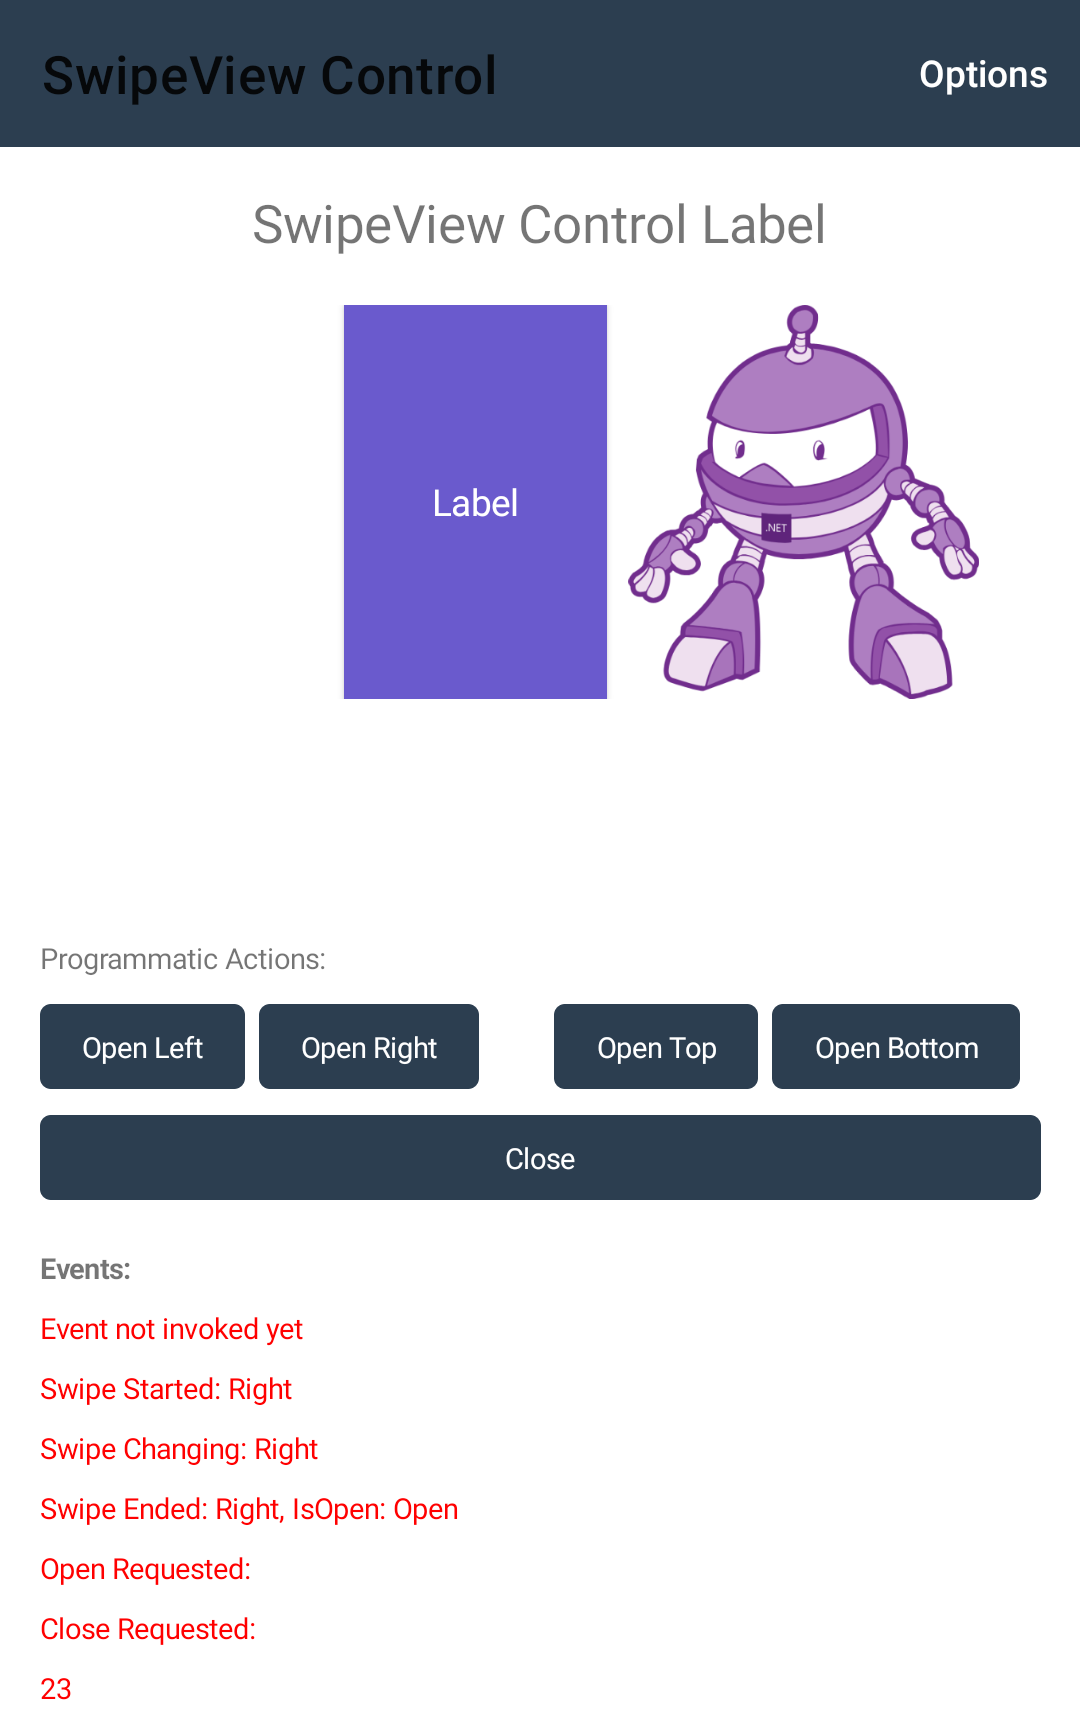 SwipeView Control
Options
SwipeView Control Label
Label
.NET
Programmatic Actions:
Open Left
Open Right
Open Top
Open Bottom
Close
Events:
Event not invoked yet
Swipe Started: Right
Swipe Changing: Right
Swipe Ended: Right, IsOpen: Open
Open Requested:
Close Requested:
23